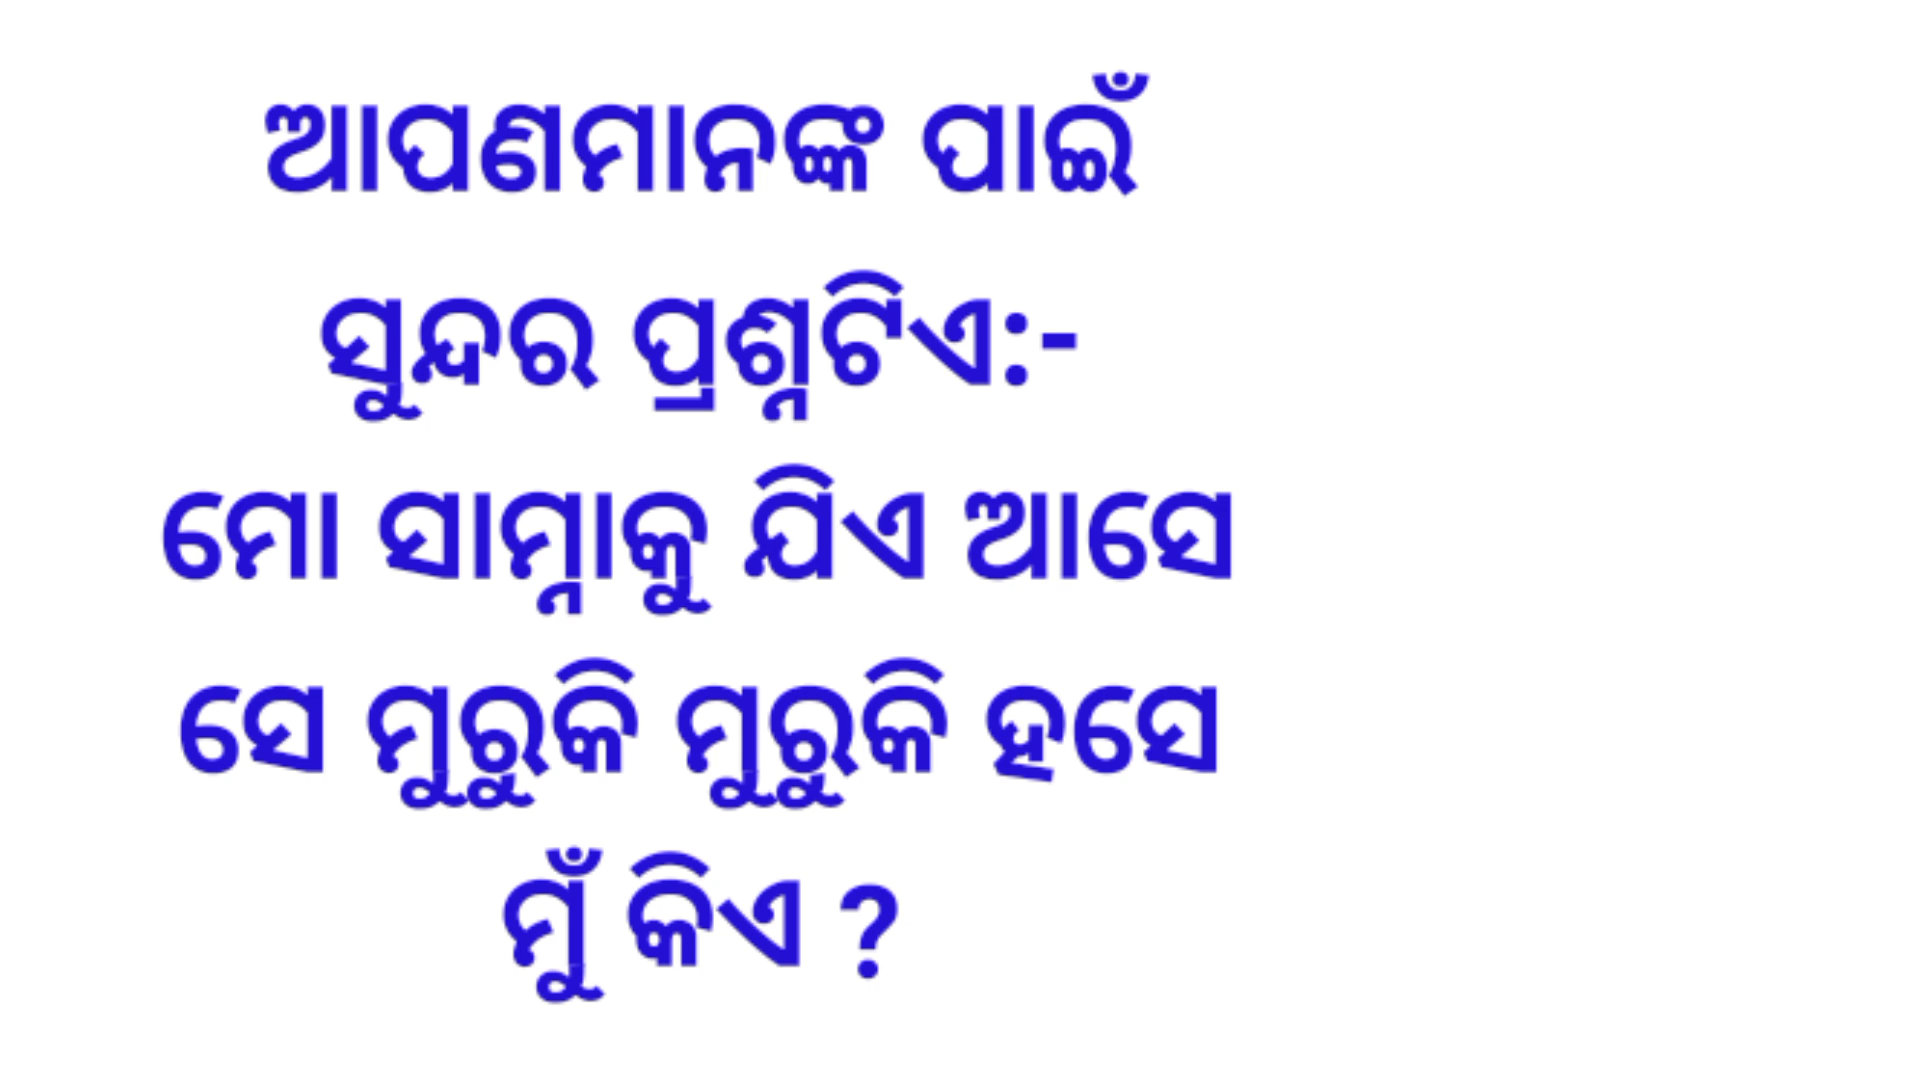 ଆପଣମାନଙ୍କ ପାଇଁ
ସୁନ୍ଦର ପ୍ରଶ୍ନଟିଏ:-
ମୋ ସାମ୍ନାକୁ ଯିଏ ଆସେ
ସେ ମୁରୁକି ମୁରୁକି ହସେ
ମୁଁ କିଏ ?